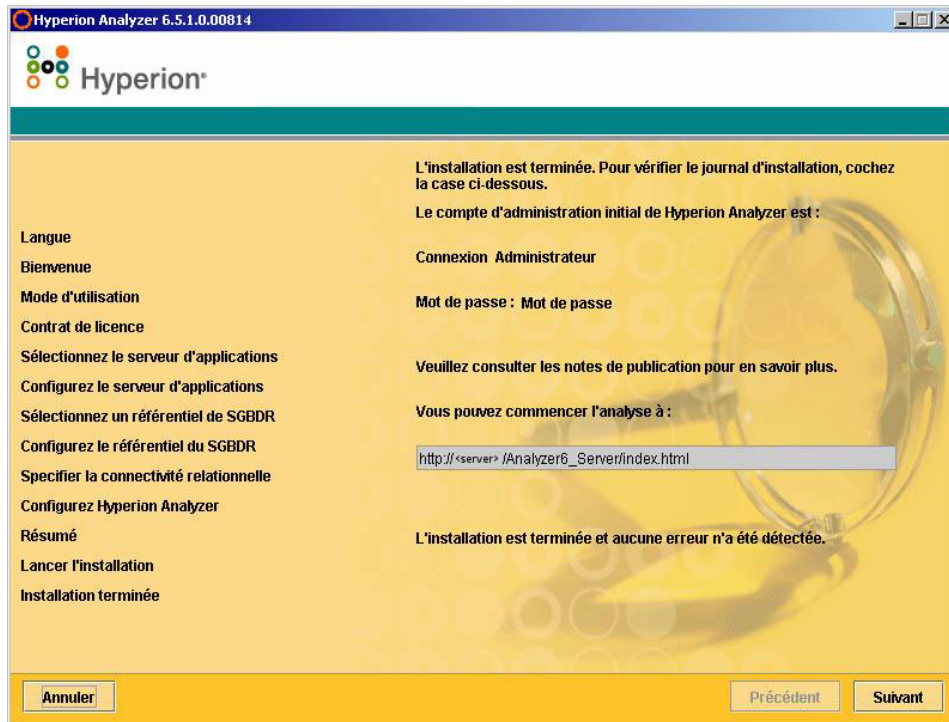 Hyperion Analyzer 6.5.1.0.00814
Hyperion
L'installation est terminée. Pour vérifier le journal d'installation, cochez
la case ci-dessous.
Le compte d'administration initial de Hyperion Analyzer est :
Connexion Administrateur
Mot de passe : Mot de passe
Veuillez consulter les notes de publication pour en savoir plus.
Vous pouvez commencer l'analyse à :
http://<server> /Analyzer6_Server/index.html
L'installation est terminée et aucune erreur n'a été détectée.
Langue
Bienvenue
Mode d'utilisation
Contrat de licence
Sélectionnez le serveur d'applications
Configurez le serveur d'applications
Sélectionnez un référentiel de SGBDR
Configurez le référentiel du SGBDR
Specifier la connectivité relationnelle
Configurez Hyperion Analyzer
Résumé
Lancer l'installation
Installation terminée
Annuler
Précédent
Suivant